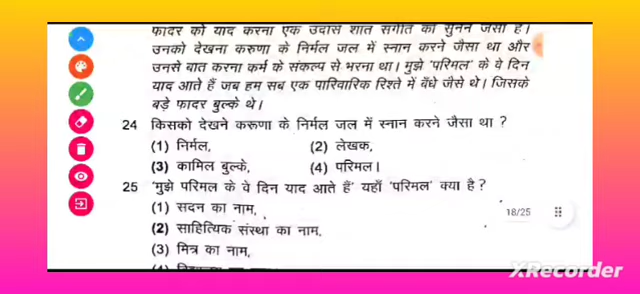 फादर को याद करना एक उदास शांत संगीत को सुनने जैसा है।
उनको देखना करुणा के निर्मल जल में स्नान करने जैसा था और
उनसे बात करना कर्म के संकल्प से भरना था। मुझे 'परिमल' के वे दिन
याद आते हैं जब हम सब एक पारिवारिक रिश्ते में बँधे जैसे थे। जिसके
बड़े फादर बुल्के थे।
24 किसको देखने करूणा के निर्मल जल में स्नान करने जैसा था ?
(1) निर्मल, (2) लेखक,
(3) कामिल बुल्के, (4) परिमल।
25 'मुझे परिमल के वे दिन याद आते हैं' यहाँ 'परिमल' क्या है ?
(1) सदन का नाम,
18/25
(2) साहित्यिक संस्था का नाम,
(3) मित्र का नाम,
XRecorder